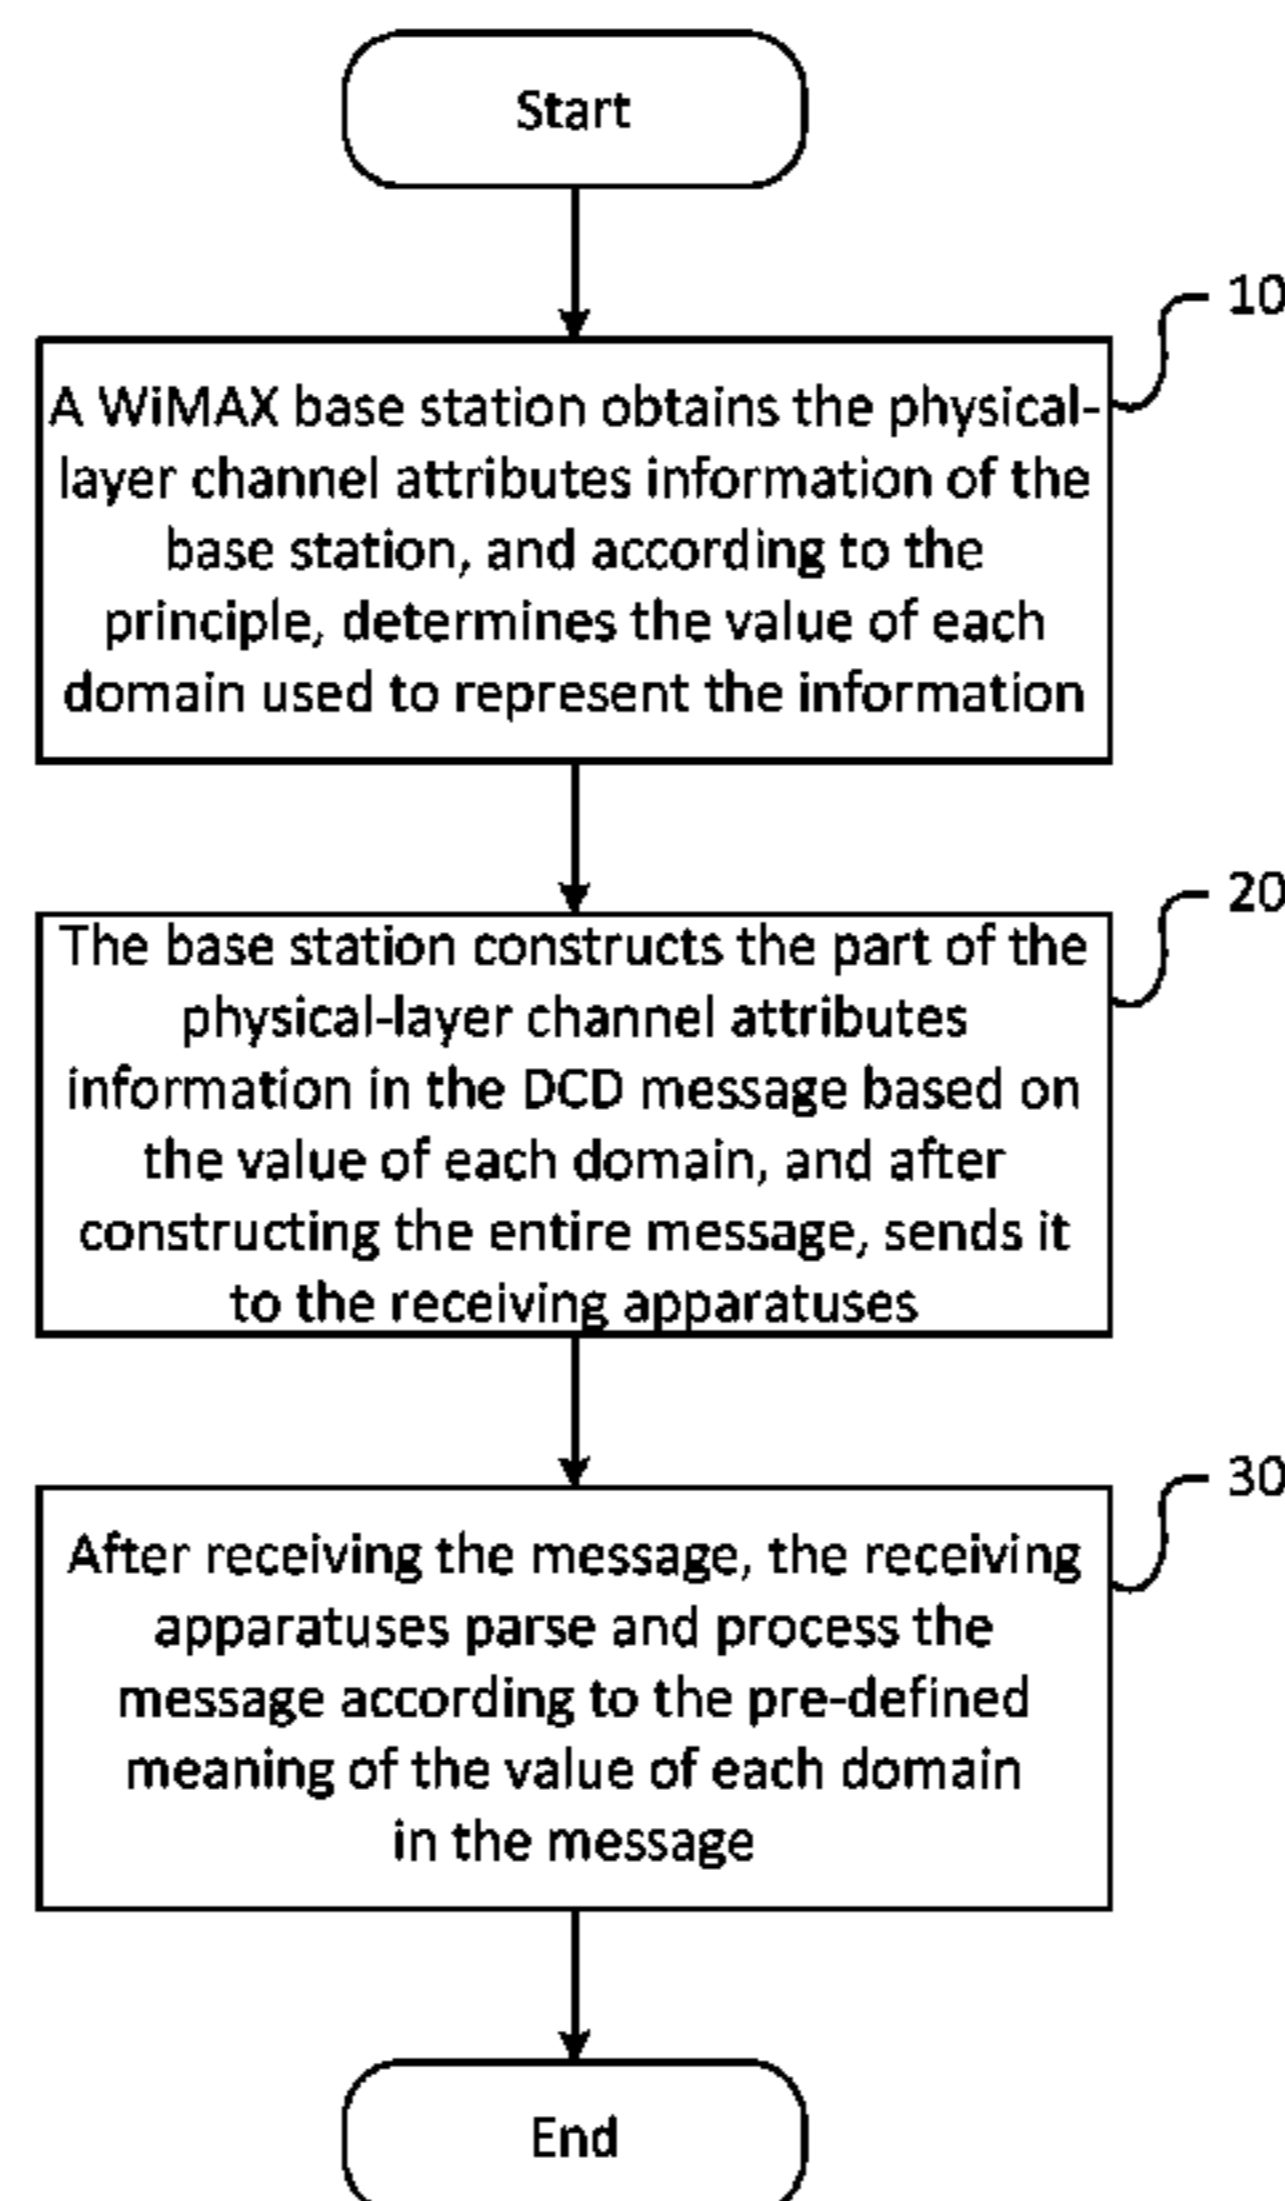 Start
10
A WiMAX base station obtains the physical-
layer channel attributes information of the
base station, and according to the
principle, determines the value of each
domain used to represent the information
20
The base station constructs the part of the
physical-layer channel attributes
information in the DCD message based on
the value of each domain, and after
constructing the entire message, sends it
to the receiving apparatuses
30
After receiving the message, the receiving
apparatuses parse and process the
message according to the pre-defined
meaning of the value of each domain
in the message
End